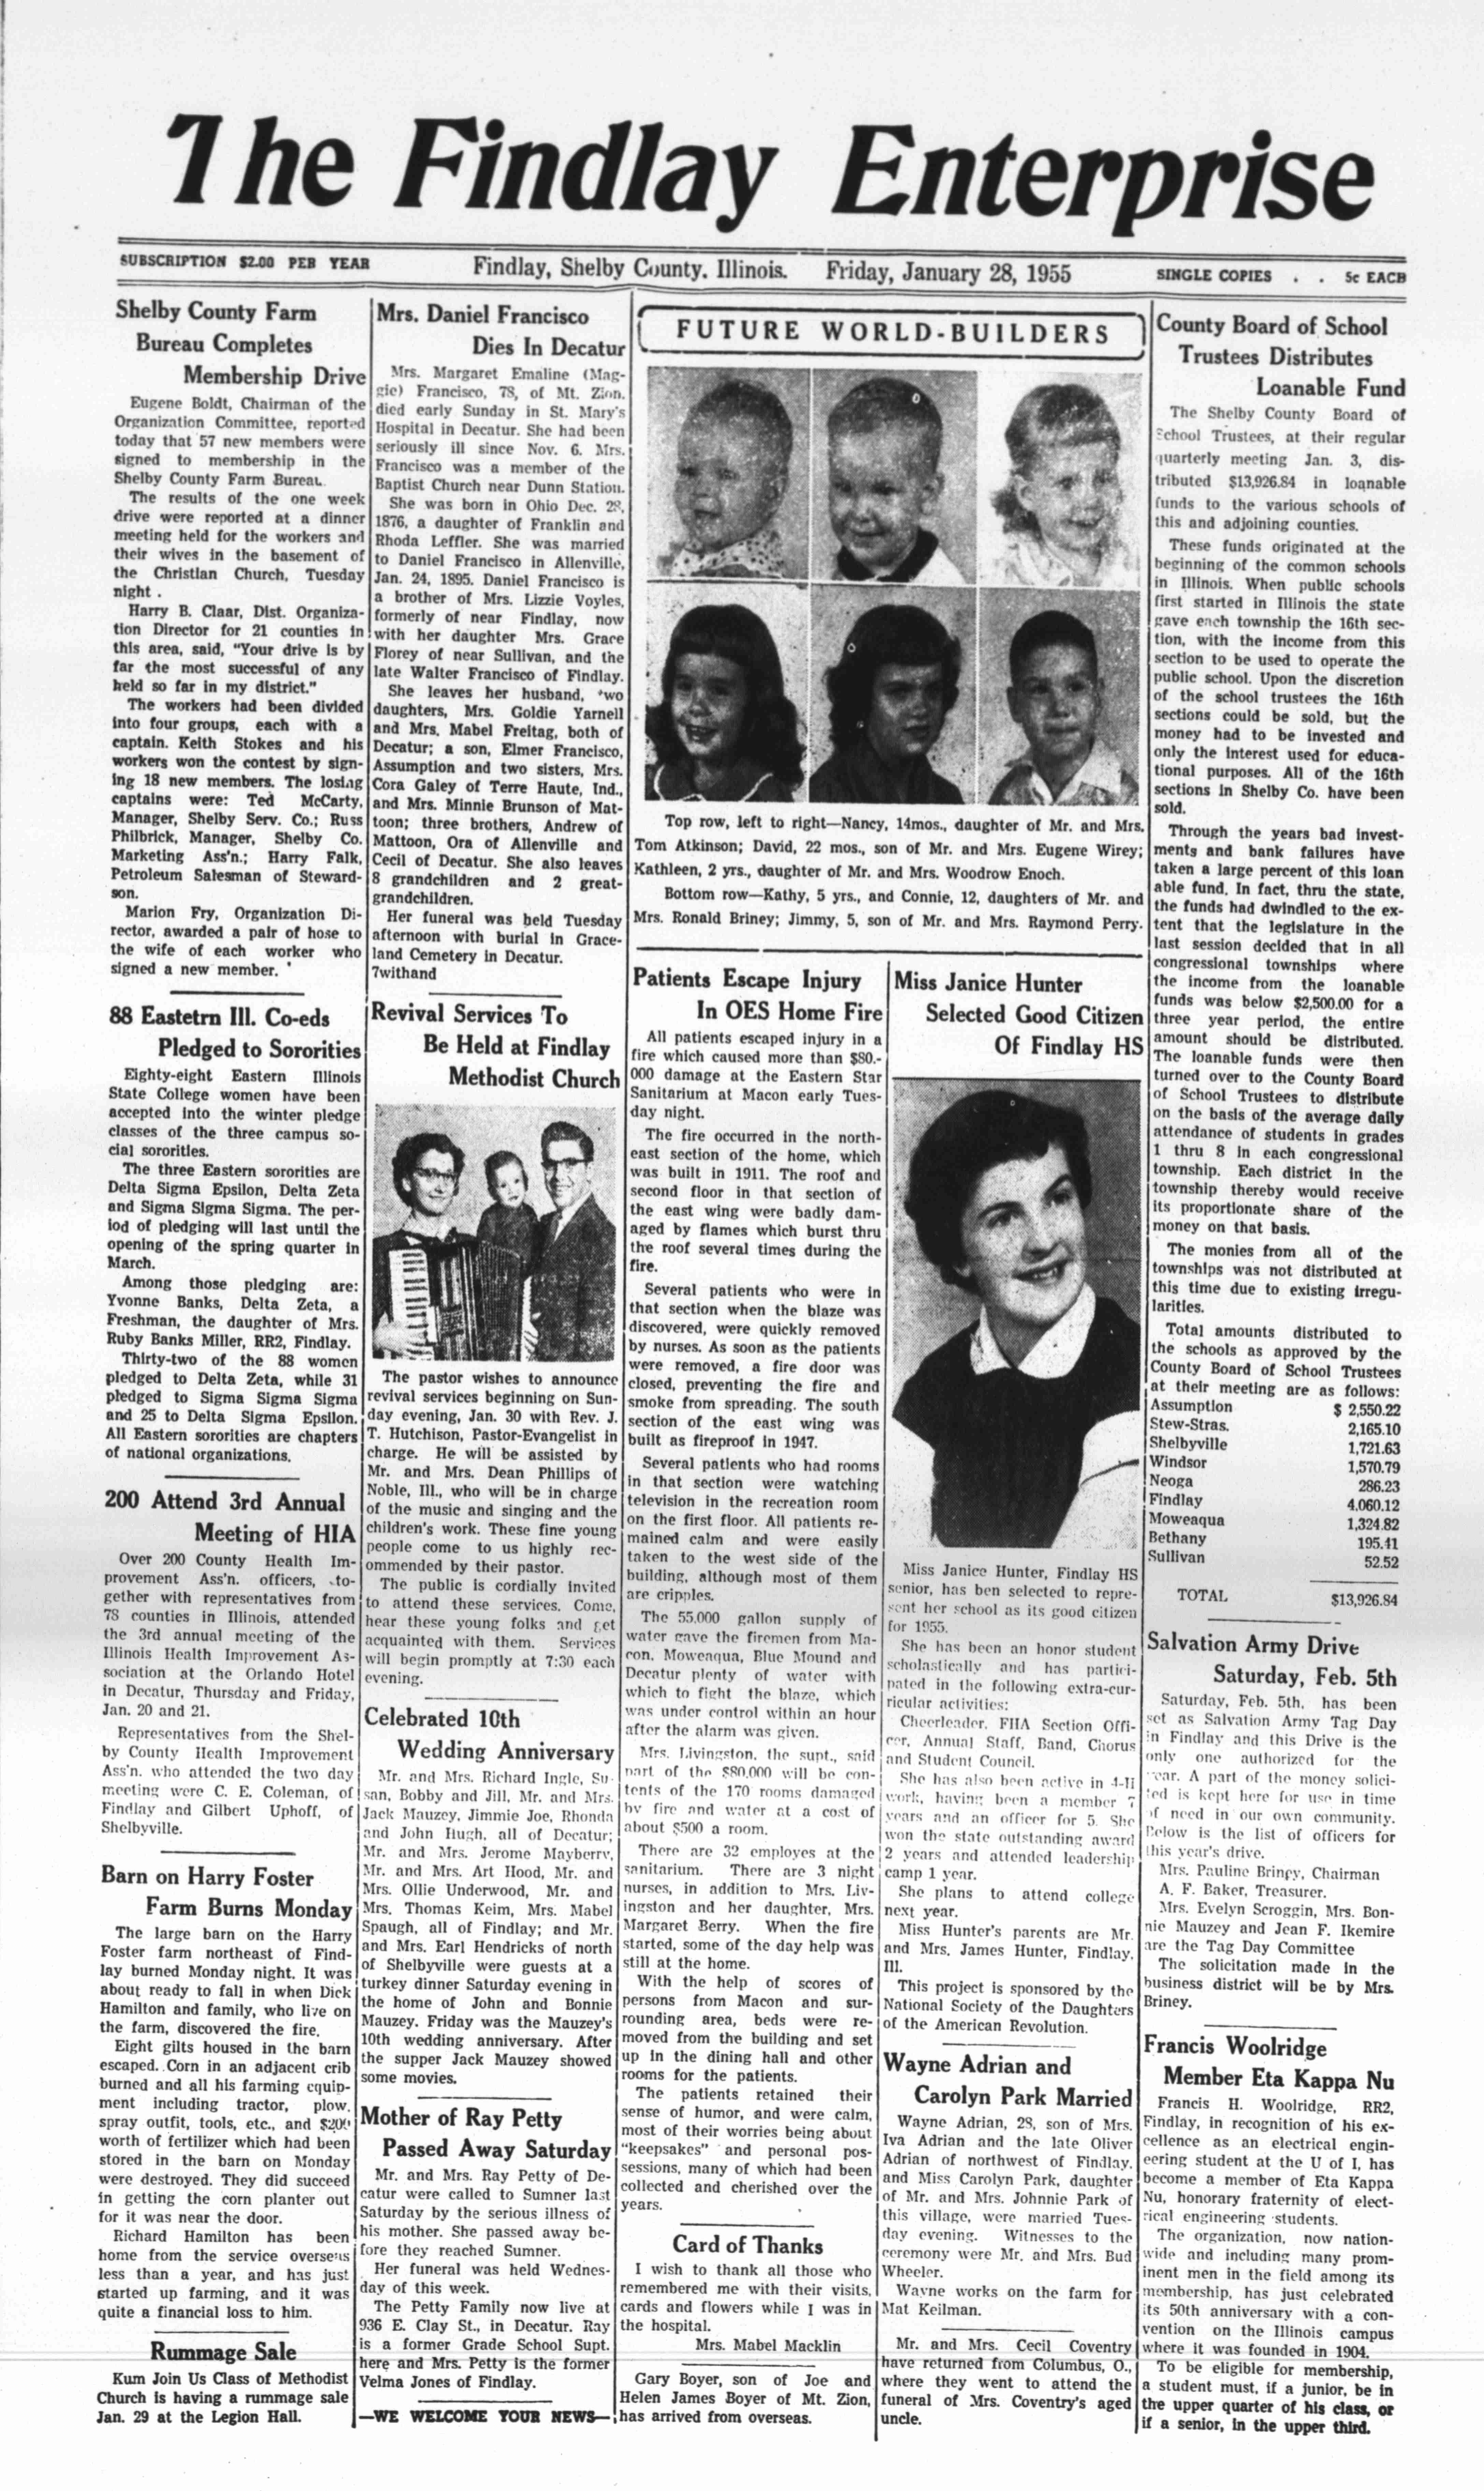 The Findlay Enterprise
SUBSCRIPTION $2.00 PER YEAR
Findlay, Shelby County, Illinois.
Friday, January 28, 1955
SINGLE COPIES . . 5c EACH
Shelby County Farm
Bureau Completes
Membership Drive
Eugene Boldt, Chairman of the
Organization Committee, reported
today that 57 new members were
signed to membership in the
Shelby County Farm Bureau.
The results of the one week
drive were reported at a dinner
meeting held for the workers and
their wives in the basement of
the Christian Church, Tuesday
night .
Harry B. Claar, Dist. Organiza-
tion Director for 21 counties in
this area, said, "Your drive is by
far the most successful of any
held so far in my district."
The workers had been divided
into four groups, each with a
captain. Keith Stokes and his
workers won the contest by sign-
ing 18 new members. The losing
captains were: Ted McCarty,
Manager, Shelby Serv. Co.; Russ
Philbrick, Manager, Shelby Co.
Marketing Ass'n.; Harry Falk,
Petroleum Salesman of Steward-
son.
Marion Fry, Organization Di-
rector, awarded a pair of hose to
the wife of each worker who
signed a new member.
88 Eastetrn Ill. Co-eds
Pledged to Sororities
Eighty-eight Eastern Illinois
State College women have been
accepted into the winter pledge
classes of the three campus so-
cial sororities.
The three Eastern sororities are
Delta Sigma Epsilon, Delta Zeta
and Sigma Sigma Sigma. The per-
iod of pledging will last until the
opening of the spring quarter in
March.
Among those pledging are:
Yvonne Banks, Delta Zeta, a
Freshman, the daughter of Mrs.
Ruby Banks Miller, RR2, Findlay.
Thirty-two of the 88 women
pledged to Delta Zeta, while 31
pledged to Sigma Sigma Sigma
and 25 to Delta Sigma Epsilon.
All Eastern sororities are chapters
of national organizations.
200 Attend 3rd Annual
Meeting of HIA
Over 200 County Health Im-
provement Ass'n. officers, to-
gether with representatives from
78 counties in Illinois, attended
the 3rd annual meeting of the
Illinois Health Improvement As-
sociation at the Orlando Hotel
in Decatur, Thursday and Friday,
Jan. 20 and 21.
Representatives from the Shel-
by County Health Improvement
Ass'n. who attended the two day
meeting were C. E. Coleman, of
Findlay and Gilbert Uphoff, of
Shelbyville.
Barn on Harry Foster
Farm Burns Monday
The large barn on the Harry
Foster farm northeast of Find-
lay burned Monday night. It was
about ready to fall in when Dick
Hamilton and family, who live on
the farm, discovered the fire.
Eight gilts housed in the barn
escaped. Corn in an adjacent crib
burned and all his farming equip-
ment including tractor, plow,
spray outfit, tools, etc., and $200
worth of fertilizer which had been
stored in the barn on Monday
were destroyed. They did succeed
in getting the corn planter out
for it was near the door.
Richard Hamilton has been
home from the service overseas
less than a year, and has just
started up farming, and it was
quite a financial loss to him.
Rummage Sale
Kum Join Us Class of Methodist
Church is having a rummage sale
Jan. 29 at the Legion Hall.
Mrs. Daniel Francisco
Dies In Decatur
Mrs. Margaret Emaline (Mag-
gie) Francisco, 78, of Mt. Zion,
died early Sunday in St. Mary's
Hospital in Decatur. She had been
seriously ill since Nov. 6. Mrs.
Francisco was a member of the
Baptist Church near Dunn Station.
She was born in Ohio Dec. 28,
1876, a daughter of Franklin and
Rhoda Leffler. She was married
to Daniel Francisco in Allenville,
Jan. 24, 1895. Daniel Francisco is
a brother of Mrs. Lizzie Voyles,
formerly of near Findlay, now
with her daughter Mrs. Grace
Florey of near Sullivan, and the
late Walter Francisco of Findlay.
She leaves her husband, two
daughters, Mrs. Goldie Yarnell
and Mrs. Mabel Freitag, both of
Decatur; a son, Elmer Francisco,
Assumption and two sisters, Mrs.
Cora Galey of Terre Haute, Ind.,
and Mrs. Minnie Brunson of Mat-
toon; three brothers, Andrew of
Mattoon, Ora of Allenville and
Cecil of Decatur. She also leaves
8 grandchildren and 2 great-
grandchildren.
Her funeral was held Tuesday
afternoon with burial in Grace-
land Cemetery in Decatur.
7withand
Revival Services To
Be Held at Findlay
Methodist Church
The pastor wishes to announce
revival services beginning on Sun-
day evening, Jan. 30 with Rev. J.
T. Hutchison, Pastor-Evangelist in
charge. He will be assisted by
Mr. and Mrs. Dean Phillips of
Noble, Ill., who will be in charge
of the music and singing and the
children's work. These fine young
people come to us highly rec-
ommended by their pastor.
The public is cordially invited
to attend these services. Come,
hear these young folks and get
acquainted with them. Services
will begin promptly at 7:30 each
evening.
Celebrated 10th
Wedding Anniversary
Mr. and Mrs. Richard Ingle, Su-
san, Bobby and Jill, Mr. and Mrs.
Jack Mauzey, Jimmie Joe, Rhonda
and John Hugh, all of Decatur;
Mr. and Mrs. Jerome Mayberry,
Mr. and Mrs. Art Hood, Mr. and
Mrs. Ollie Underwood, Mr. and
Mrs. Thomas Keim, Mrs. Mabel
Spaugh, all of Findlay; and Mr.
and Mrs. Earl Hendricks of north
of Shelbyville were guests at a
turkey dinner Saturday evening in
the home of John and Bonnie
Mauzey. Friday was the Mauzey's
10th wedding anniversary. After
the supper Jack Mauzey showed
some movies.
Mother of Ray Petty
Passed Away Saturday
Mr. and Mrs. Ray Petty of De-
catur were called to Sumner last
Saturday by the serious illness of
his mother. She passed away be-
fore they reached Sumner.
Her funeral was held Wednes-
day of this week.
The Petty Family now live at
936 E. Clay St., in Decatur. Ray
is a former Grade School Supt.
here and Mrs. Petty is the former
Velma Jones of Findlay.
—WE WELCOME YOUR NEWS—
FUTURE WORLD-BUILDERS
Top row, left to right—Nancy, 14mos., daughter of Mr. and Mrs.
Tom Atkinson; David, 22 mos., son of Mr. and Mrs. Eugene Wirey;
Kathleen, 2 yrs., daughter of Mr. and Mrs. Woodrow Enoch.
Bottom row—Kathy, 5 yrs., and Connie, 12, daughters of Mr. and
Mrs. Ronald Briney; Jimmy, 5, son of Mr. and Mrs. Raymond Perry.
Patients Escape Injury
In OES Home Fire
All patients escaped injury in a
fire which caused more than $80.-
000 damage at the Eastern Star
Sanitarium at Macon early Tues-
day night.
The fire occurred in the north-
east section of the home, which
was built in 1911. The roof and
second floor in that section of
the east wing were badly dam-
aged by flames which burst thru
the roof several times during the
fire.
Several patients who were in
that section when the blaze was
discovered, were quickly removed
by nurses. As soon as the patients
were removed, a fire door was
closed, preventing the fire and
smoke from spreading. The south
section of the east wing was
built as fireproof in 1947.
Several patients who had rooms
in that section were watching
television in the recreation room
on the first floor. All patients re-
mained calm and were easily
taken to the west side of the
building, although most of them
are cripples.
The 55,000 gallon supply of
water gave the firemen from Ma-
con, Moweaqua, Blue Mound and
Decatur plenty of water with
which to fight the blaze, which
was under control within an hour
after the alarm was given.
Mrs. Livingston, the supt., said
part of the $80,000 will be con-
tents of the 170 rooms damaged
by fire and water at a cost of
about $500 a room.
There are 32 employes at the
sanitarium. There are 3 night
nurses, in addition to Mrs. Liv-
ingston and her daughter, Mrs.
Margaret Berry. When the fire
started, some of the day help was
still at the home.
With the help of scores of
persons from Macon and sur-
rounding area, beds were re-
moved from the building and set
up in the dining hall and other
rooms for the patients.
The patients retained their
sense of humor, and were calm,
most of their worries being about
"keepsakes" and personal pos-
sessions, many of which had been
collected and cherished over the
years.
Card of Thanks
I wish to thank all those who
remembered me with their visits,
cards and flowers while I was in
the hospital.
Mrs. Mabel Macklin
Gary Boyer, son of Joe and
Helen James Boyer of Mt. Zion,
has arrived from overseas.
Miss Janice Hunter
Selected Good Citizen
Of Findlay HS
Miss Janice Hunter, Findlay HS
senior, has ben selected to repre-
sent her school as its good citizen
for 1955.
She has been an honor student
scholastically and has partici-
pated in the following extra-cur-
ricular activities:
Cheerleader, FHA Section Offi-
cer, Annual Staff, Band, Chorus
and Student Council.
She has also been active in 4-H
work, having been a member 7
years and an officer for 5. She
won the state outstanding award
2 years and attended leadership
camp 1 year.
She plans to attend college
next year.
Miss Hunter's parents are Mr.
and Mrs. James Hunter, Findlay,
Ill.
This project is sponsored by the
National Society of the Daughters
of the American Revolution.
Wayne Adrian and
Carolyn Park Married
Wayne Adrian, 28, son of Mrs.
Iva Adrian and the late Oliver
Adrian of northwest of Findlay,
and Miss Carolyn Park, daughter
of Mr. and Mrs. Johnnie Park of
this village, were married Tues-
day evening. Witnesses to the
ceremony were Mr. and Mrs. Bud
Wheeler.
Wayne works on the farm for
Mat Keilman.
Mr. and Mrs. Cecil Coventry
have returned from Columbus, O.,
where they went to attend the
funeral of Mrs. Coventry's aged
uncle.
County Board of School
Trustees Distributes
Loanable Fund
The Shelby County Board of
School Trustees, at their regular
quarterly meeting Jan. 3, dis-
tributed $13,926.84 in loanable
funds to the various schools of
this and adjoining counties.
These funds originated at the
beginning of the common schools
in Illinois. When public schools
first started in Illinois the state
gave each township the 16th sec-
tion, with the income from this
section to be used to operate the
public school. Upon the discretion
of the school trustees the 16th
sections could be sold, but the
money had to be invested and
only the interest used for educa-
tional purposes. All of the 16th
sections in Shelby Co. have been
sold.
Through the years bad invest-
ments and bank failures have
taken a large percent of this loan
able fund. In fact, thru the state,
the funds had dwindled to the ex-
tent that the legislature in the
last session decided that in all
congressional townships where
the income from the loanable
funds was below $2,500.00 for a
three year period, the entire
amount should be distributed.
The loanable funds were then
turned over to the County Board
of School Trustees to distribute
on the basis of the average daily
attendance of students in grades
1 thru 8 in each congressional
township. Each district in the
township thereby would receive
its proportionate share of the
money on that basis.
The monies from all of the
townships was not distributed at
this time due to existing irregu-
larities.
Total amounts distributed to
the schools as approved by the
County Board of School Trustees
at their meeting are as follows:
Assumption $ 2,550.22
Stew-Stras. 2,165.10
Shelbyville 1,721.63
Windsor 1,570.79
Neoga 286.23
Findlay 4,060.12
Moweaqua 1,324.82
Bethany 195.41
Sullivan 52.52
TOTAL $13,926.84
Salvation Army Drive
Saturday, Feb. 5th
Saturday, Feb. 5th, has been
set as Salvation Army Tag Day
in Findlay and this Drive is the
only one authorized for the
year. A part of the money solici-
ted is kept here for use in time
of need in our own community.
Below is the list of officers for
this year's drive.
Mrs. Pauline Briney, Chairman
A. F. Baker, Treasurer.
Mrs. Evelyn Scroggin, Mrs. Bon-
nie Mauzey and Jean F. Ikemire
are the Tag Day Committee
The solicitation made in the
business district will be by Mrs.
Briney.
Francis Woolridge
Member Eta Kappa Nu
Francis H. Woolridge, RR2,
Findlay, in recognition of his ex-
cellence as an electrical engin-
eering student at the U of I, has
become a member of Eta Kappa
Nu, honorary fraternity of elect-
rical engineering students.
The organization, now nation-
wide and including many prom-
inent men in the field among its
membership, has just celebrated
its 50th anniversary with a con-
vention on the Illinois campus
where it was founded in 1904.
To be eligible for membership,
a student must, if a junior, be in
the upper quarter of his class, or
if a senior, in the upper third.